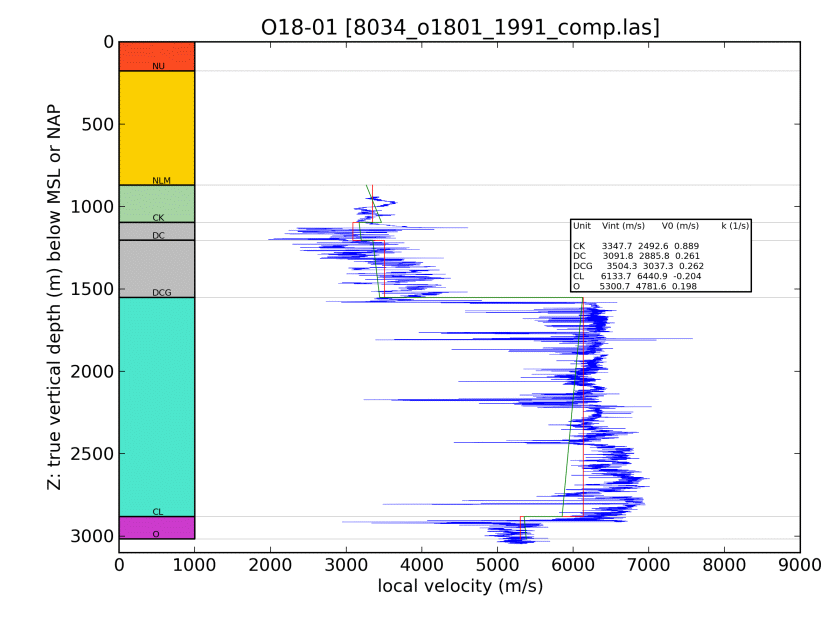 O18-01 [8034_o1801_1991_comp.las]
Z: true vertical depth (m) below MSL or NAP
0
500
1000
1500
2000
2500
3000
NU
NLM
CK
DC
DCG
CL
O
Unit Vint (m/s) V0 (m/s) k (1/s)
CK 3347.7 2492.6 0.889
DC 3091.8 2885.8 0.261
DCG 3504.3 3037.3 0.262
CL 6133.7 6440.9 -0.204
O 5300.7 4781.6 0.198
0 1000 2000 3000 4000 5000 6000 7000 8000 9000
local velocity (m/s)